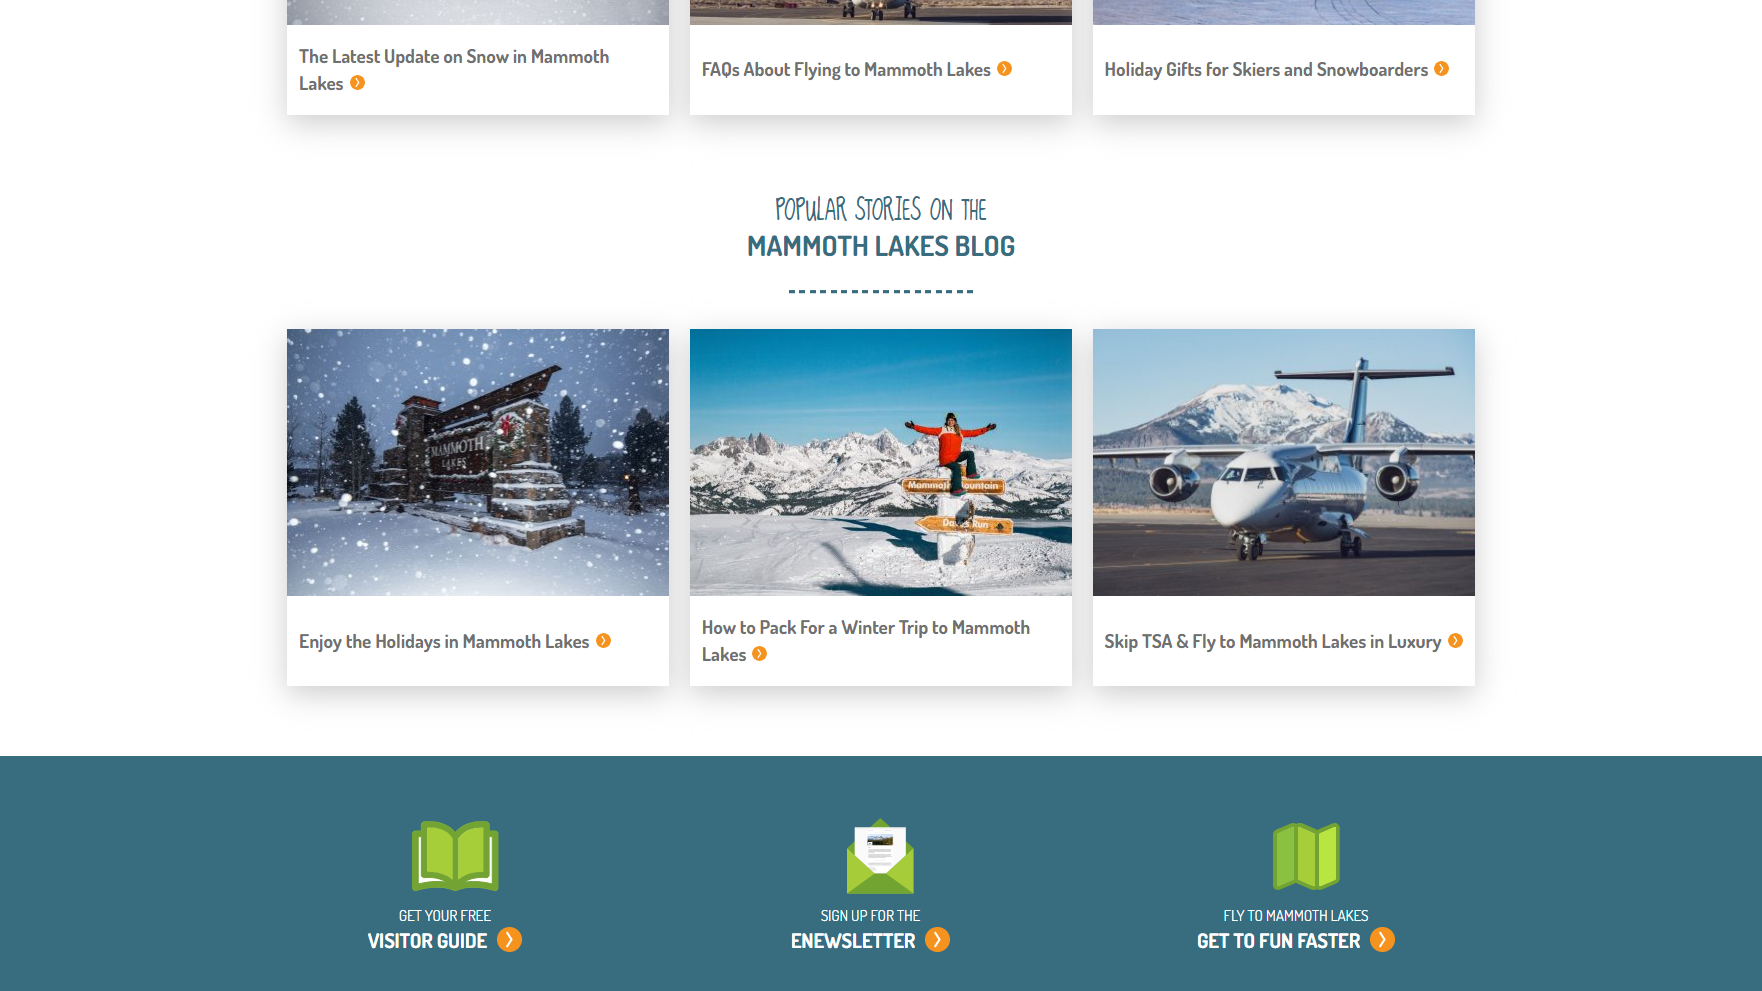 The Latest Update on Snow in Mammoth
Lakes
FAQs About Flying to Mammoth Lakes
Holiday Gifts for Skiers and Snowboarders
POPULAR STORIES ON THE
MAMMOTH LAKES BLOG
MAMMOTH
LAKES
Mammoth Mountain
Dave's Run
Enjoy the Holidays in Mammoth Lakes
How to Pack For a Winter Trip to Mammoth
Lakes
Skip TSA & Fly to Mammoth Lakes in Luxury
GET YOUR FREE
VISITOR GUIDE
SIGN UP FOR THE
ENEWSLETTER
FLY TO MAMMOTH LAKES
GET TO FUN FASTER